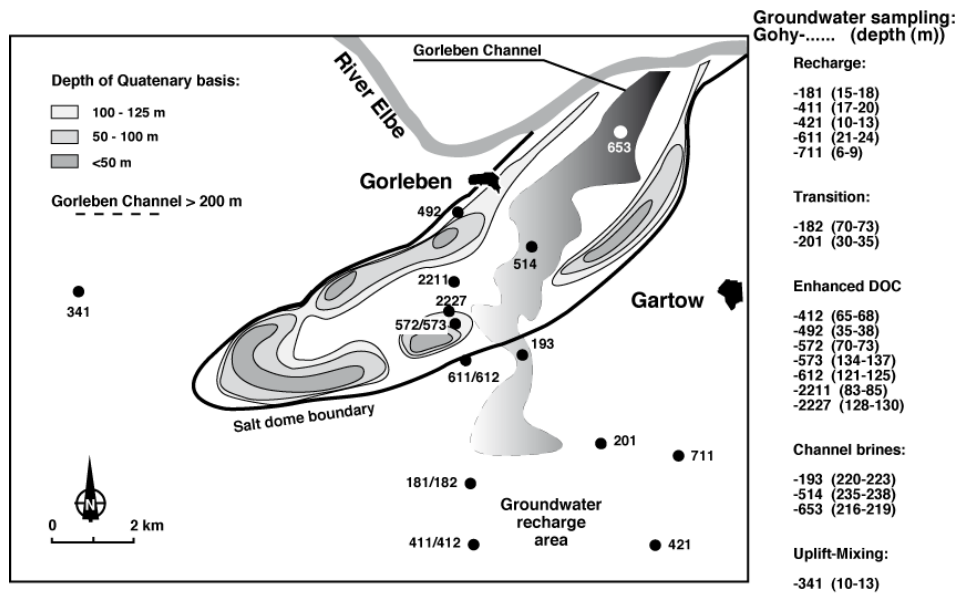 Groundwater sampling:
Gohy-...... (depth (m))
Gorleben Channel
River Elbe
Depth of Quatenary basis:
100 - 125 m
50 - 100 m
<50 m
Gorleben Channel > 200 m
Gorleben
653
492
514
2211
2227
572/573
341
193
611/612
Gartow
Salt dome boundary
201
711
181/182
Groundwater
recharge
area
411/412
421
N
0 2 km
Recharge:
-181 (15-18)
-411 (17-20)
-421 (10-13)
-611 (21-24)
-711 (6-9)
Transition:
-182 (70-73)
-201 (30-35)
Enhanced DOC
-412 (65-68)
-492 (35-38)
-572 (70-73)
-573 (134-137)
-612 (121-125)
-2211 (83-85)
-2227 (128-130)
Channel brines:
-193 (220-223)
-514 (235-238)
-653 (216-219)
Uplift-Mixing:
-341 (10-13)